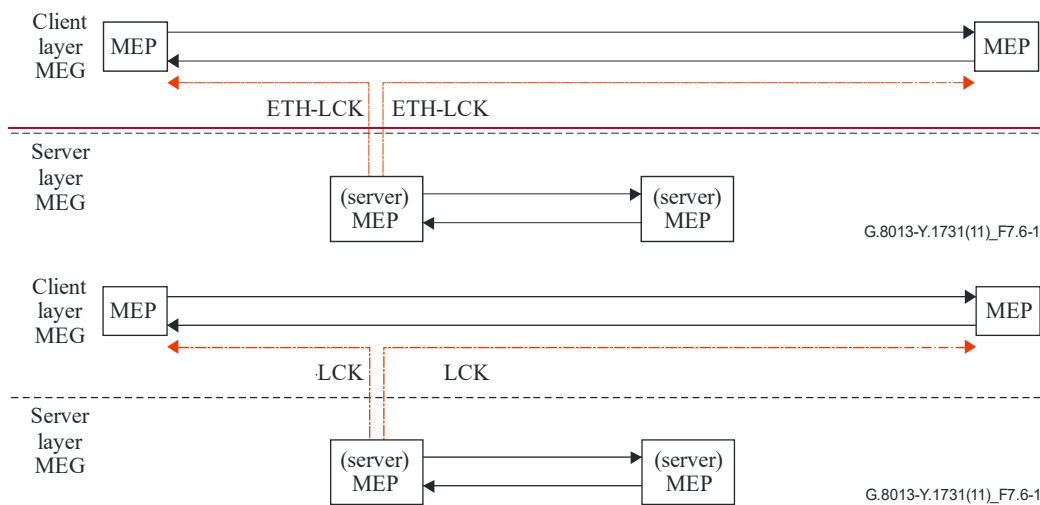 Client
layer
MEG
MEP
MEP
ETH-LCK
ETH-LCK
Server
layer
MEG
(server)
MEP
(server)
MEP
G.8013-Y.1731(11)_F7.6-1
Client
layer
MEG
MEP
MEP
-LCK
LCK
Server
layer
MEG
(server)
MEP
(server)
MEP
G.8013-Y.1731(11)_F7.6-1